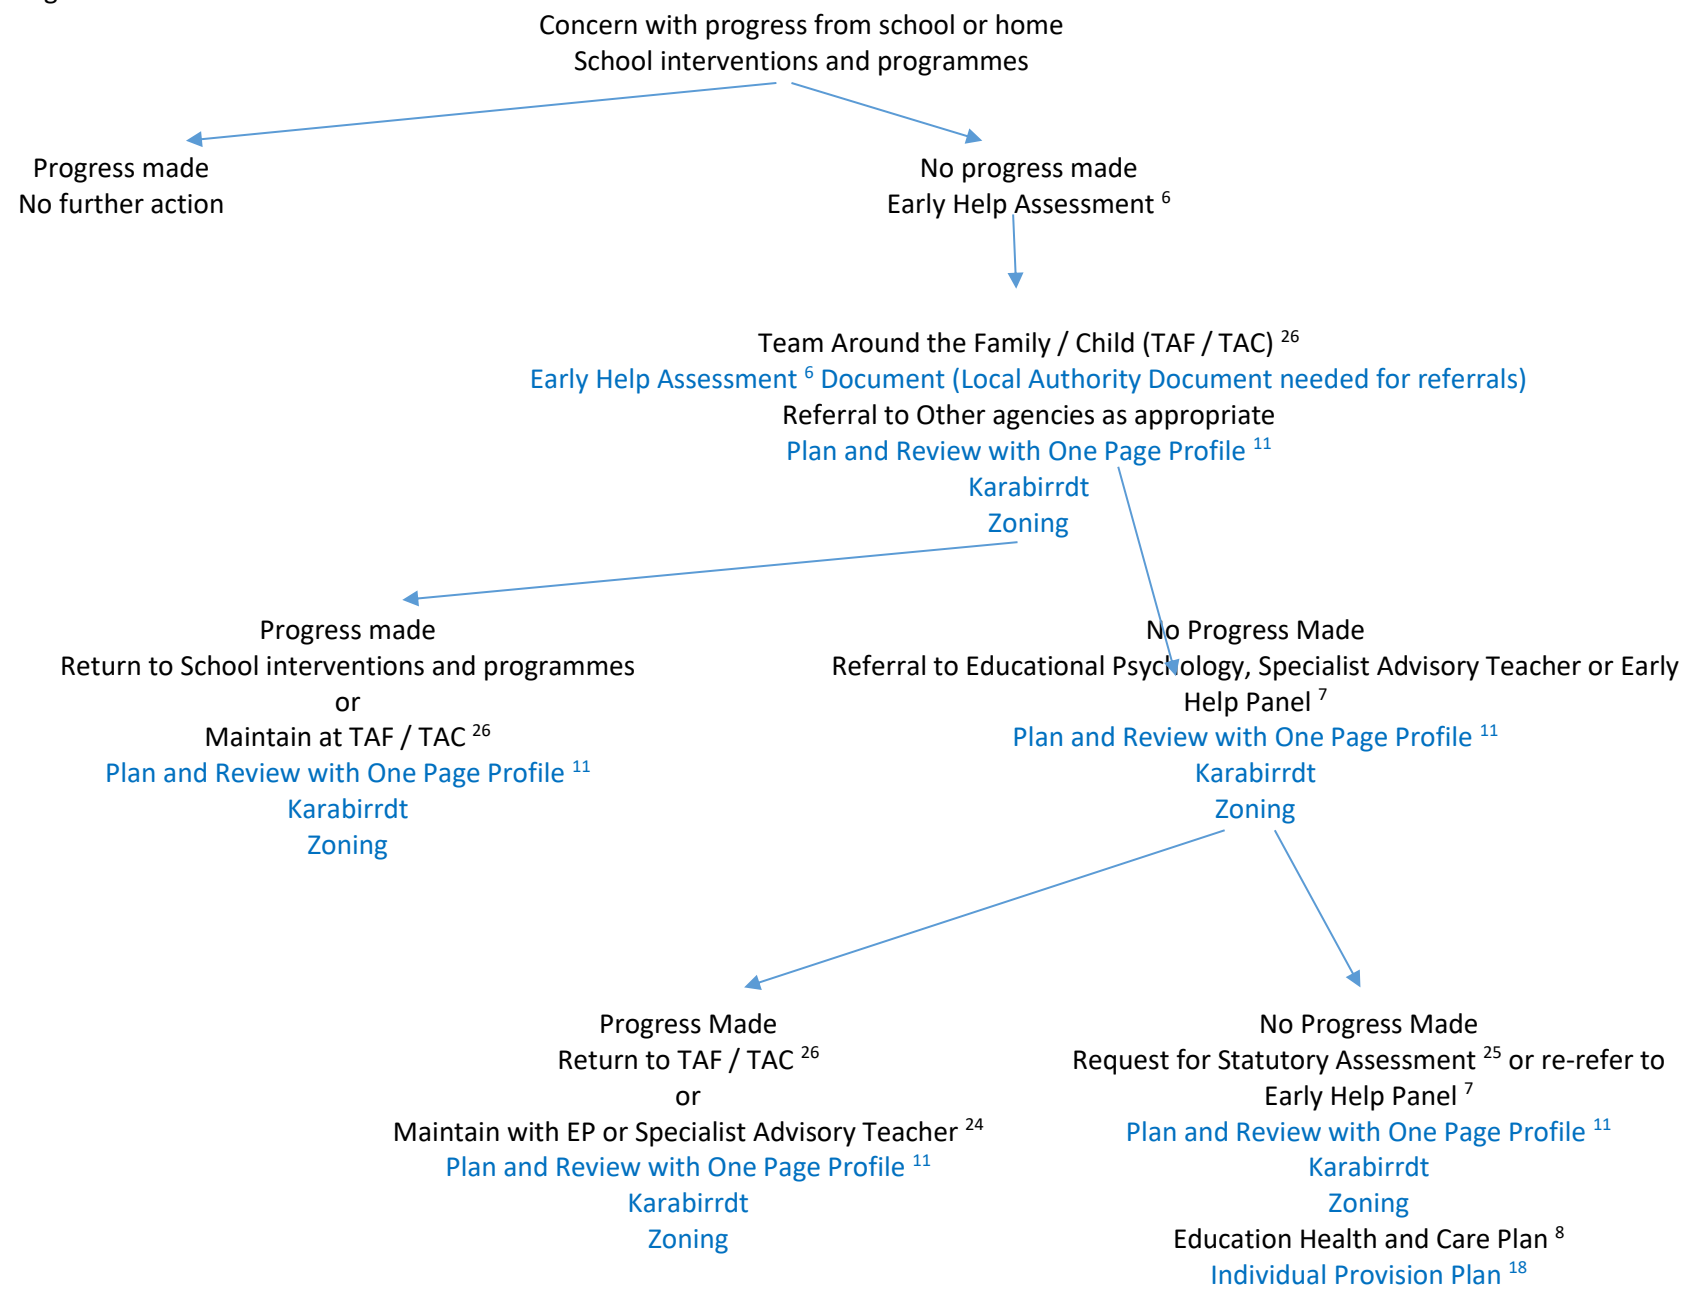 Concern with progress from school or home
School interventions and programmes
Progress made
No further action
No progress made
Early Help Assessment 6
Team Around the Family / Child (TAF / TAC) 26
Early Help Assessment 6 Document (Local Authority Document needed for referrals)
Referral to Other agencies as appropriate
Plan and Review with One Page Profile 11
Karabirrdt
Zoning
Progress made
Return to School interventions and programmes
or
Maintain at TAF / TAC 26
Plan and Review with One Page Profile 11
Karabirrdt
Zoning
No Progress Made
Referral to Educational Psychology, Specialist Advisory Teacher or Early
Help Panel 7
Plan and Review with One Page Profile 11
Karabirrdt
Zoning
Progress Made
Return to TAF / TAC 26
or
Maintain with EP or Specialist Advisory Teacher 24
Plan and Review with One Page Profile 11
Karabirrdt
Zoning
No Progress Made
Request for Statutory Assessment 25 or re-refer to
Early Help Panel 7
Plan and Review with One Page Profile 11
Karabirrdt
Zoning
Education Health and Care Plan 8
Individual Provision Plan 18